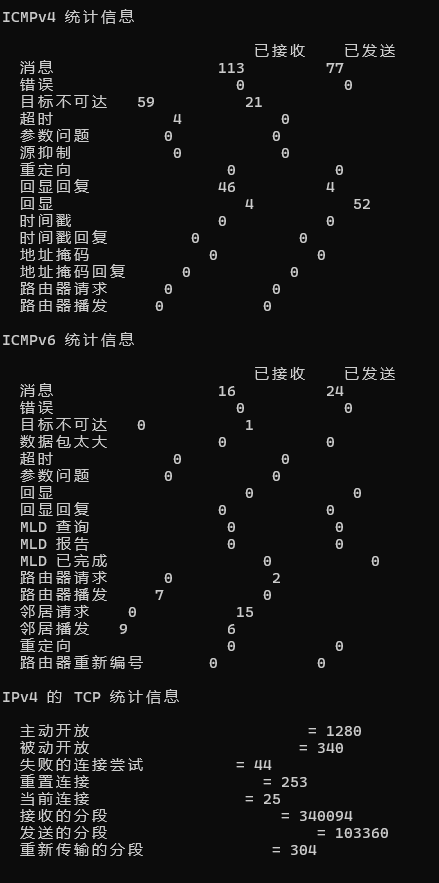 ICMPv4 统计信息
已接收 已发送
消息 113 77
错误 0 0
目标不可达 59 21
超时 4 0
参数问题 0 0
源抑制 0 0
重定向 0 0
回显回复 46 4
回显 4 52
时间戳 0 0
时间戳回复 0 0
地址掩码 0 0
地址掩码回复 0 0
路由器请求 0 0
路由器播发 0 0
ICMPv6 统计信息
已接收 已发送
消息 16 24
错误 0 0
目标不可达 0 1
数据包太大 0 0
超时 0 0
参数问题 0 0
回显 0 0
回显回复 0 0
MLD 查询 0 0
MLD 报告 0 0
MLD 已完成 0 0
路由器请求 0 2
路由器播发 7 0
邻居请求 0 15
邻居播发 9 6
重定向 0 0
路由器重新编号 0 0
IPv4 的 TCP 统计信息
主动开放 = 1280
被动开放 = 340
失败的连接尝试 = 44
重置连接 = 253
当前连接 = 25
接收的分段 = 340094
发送的分段 = 103360
重新传输的分段 = 304